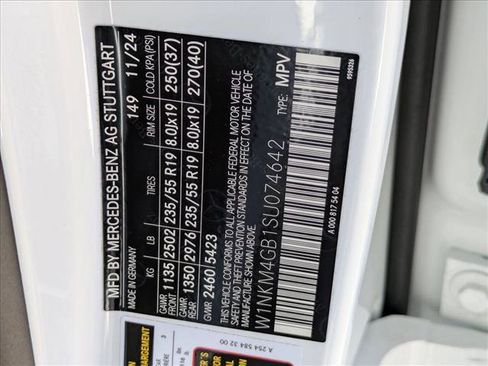 MFD BY MERCEDES-BENZ AG STUTTGART
MADE IN GERMANY 149 11/24
KG LB TIRES RIM SIZE COLD KPA (PSI)
GAWR FRONT 1135 2502 235/55 R19 8.0Jx19 250(37)
GAWR REAR 1350 2976 235/55 R19 8.0Jx19 270(40)
GVWR 2460 5423
THIS VEHICLE CONFORMS TO ALL APPLICABLE FEDERAL MOTOR VEHICLE
SAFETY AND THEFT PREVENTION STANDARDS IN EFFECT ON THE DATE OF
MANUFACTURE SHOWN ABOVE.
W1NKM4GB1SU074642 TYPE: MPV
A 000 817 54 04
A 254 584 32 00